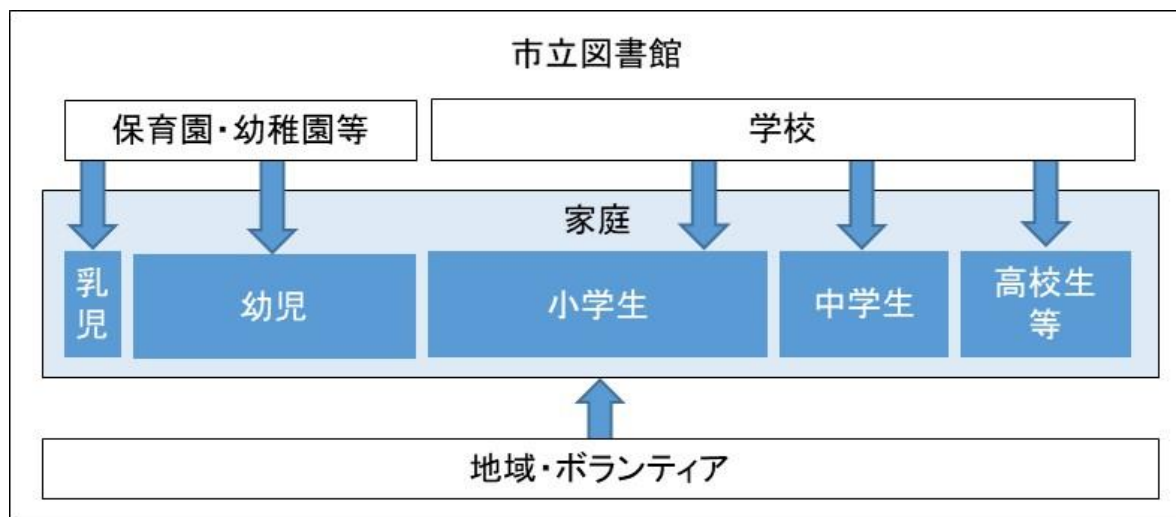 市立図書館
保育園・幼稚園等
学校
家庭
乳
児
幼児
小学生
中学生
高校生
等
地域・ボランティア